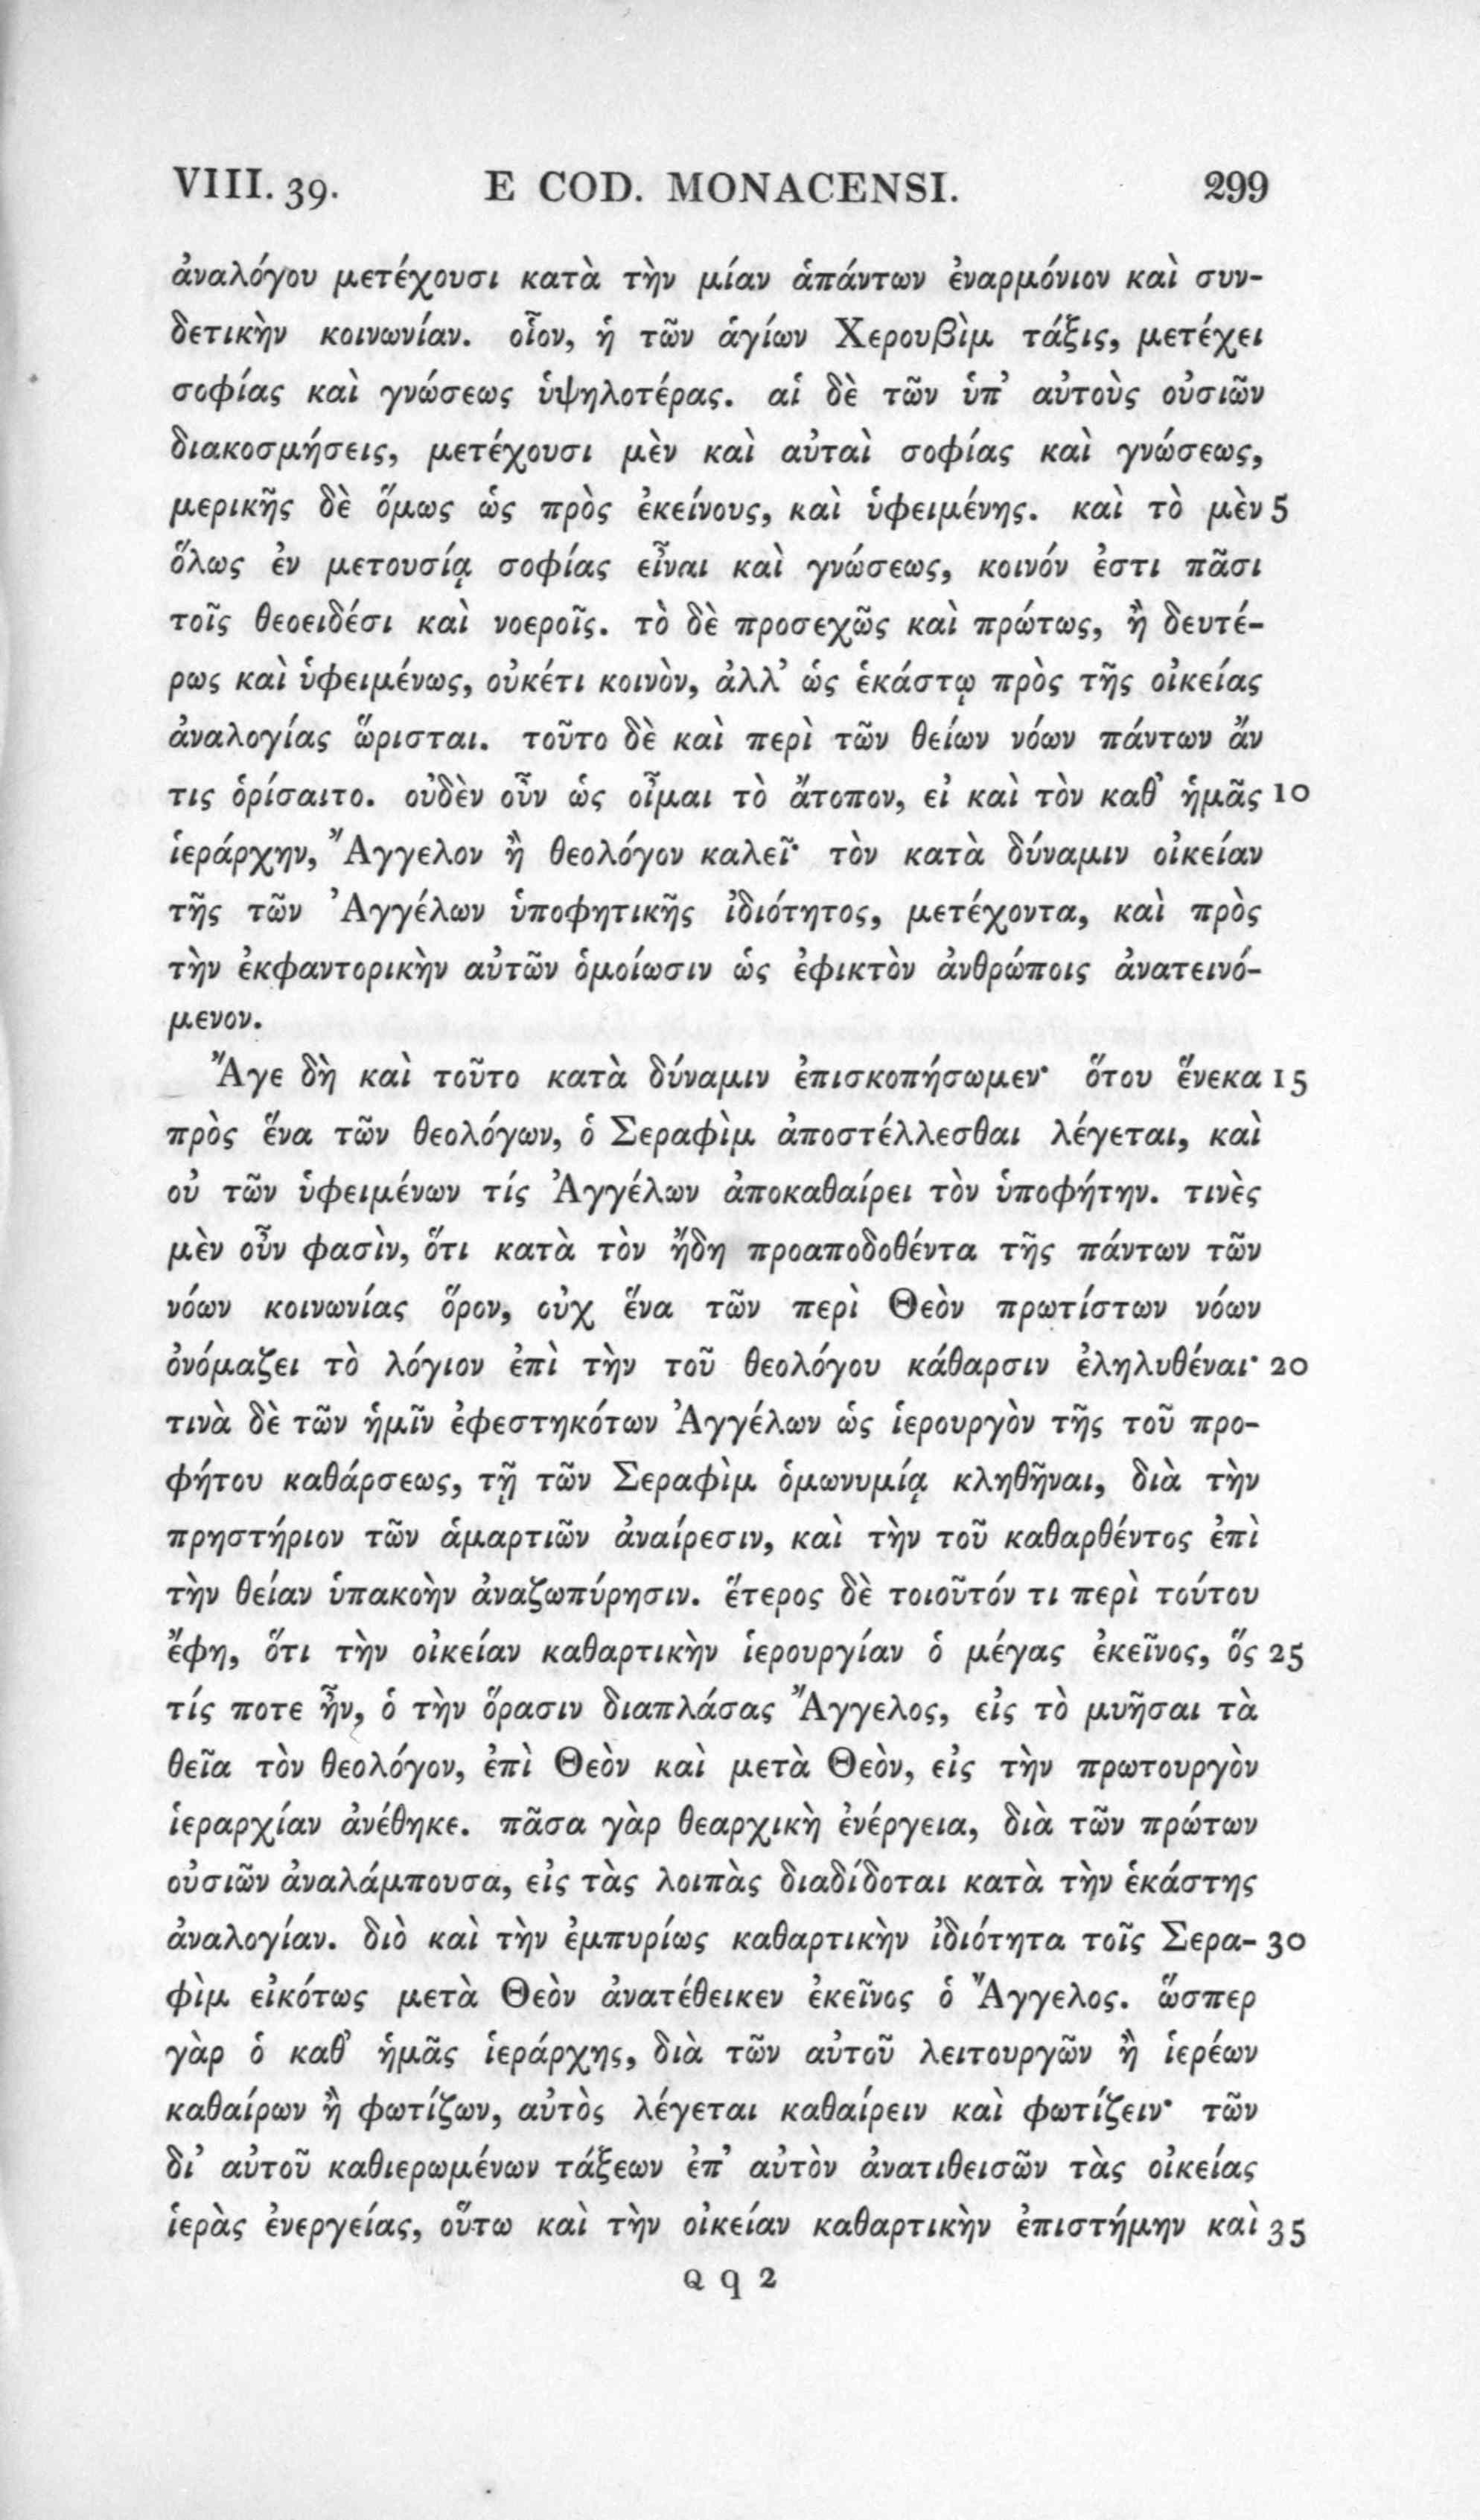 VIII. 39. E COD. MONACENSI. 299
ἀναλόγου μετέχουσι κατὰ τὴν μίαν ἁπάντων ἐναρμόνιον καὶ συν-
δετικὴν κοινωνίαν. οἷον, ἡ τῶν ἁγίων Χερουβὶμ τάξις, μετέχει
σοφίας καὶ γνώσεως ὑψηλοτέρας. αἱ δὲ τῶν ὑπ’ αὐτοὺς οὐσιῶν
διακοσμήσεις, μετέχουσι μὲν καὶ αὐταὶ σοφίας καὶ γνώσεως,
μερικῆς δὲ ὅμως ὡς πρὸς ἐκείνους, καὶ ὑφειμένης. καὶ τὸ μὲν 5
ὅλως ἐν μετουσίᾳ σοφίας εἶναι καὶ γνώσεως, κοινόν ἐστι πᾶσι
τοῖς θεοειδέσι καὶ νοεροῖς. τὸ δὲ προσεχῶς καὶ πρώτως, ἢ δευτέ-
ρως καὶ ὑφειμένως, οὐκέτι κοινὸν, ἀλλ’ ὡς ἑκάστῳ πρὸς τῆς οἰκείας
ἀναλογίας ὥρισται. τοῦτο δὲ καὶ περὶ τῶν θείων νόων πάντων ἄν
τις ὁρίσαιτο. οὐδὲν οὖν ὡς οἶμαι τὸ ἄτοπον, εἰ καὶ τὸν καθ’ ἡμᾶς 10
ἱεράρχην, Ἄγγελον ἢ θεολόγον καλεῖ· τὸν κατὰ δύναμιν οἰκείαν
τῆς τῶν Ἀγγέλων ὑποφητικῆς ἰδιότητος, μετέχοντα, καὶ πρὸς
τὴν ἐκφαντορικὴν αὐτῶν ὁμοίωσιν ὡς ἐφικτὸν ἀνθρώποις ἀνατεινό-
μενον.
Ἄγε δὴ καὶ τοῦτο κατὰ δύναμιν ἐπισκοπήσωμεν· ὅτου ἕνεκα 15
πρὸς ἕνα τῶν θεολόγων, ὁ Σεραφὶμ ἀποστέλλεσθαι λέγεται, καὶ
οὐ τῶν ὑφειμένων τίς Ἀγγέλων ἀποκαθαίρει τὸν ὑποφήτην. τινὲς
μὲν οὖν φασὶν, ὅτι κατὰ τὸν ἤδη προαποδοθέντα τῆς πάντων τῶν
νόων κοινωνίας ὅρον, οὐχ ἕνα τῶν περὶ Θεὸν πρωτίστων νόων
ὀνόμαζει τὸ λόγιον ἐπὶ τὴν τοῦ θεολόγου κάθαρσιν ἐληλυθέναι· 20
τινὰ δὲ τῶν ἡμῖν ἐφεστηκότων Ἀγγέλων ὡς ἱερουργὸν τῆς τοῦ προ-
φήτου καθάρσεως, τῇ τῶν Σεραφὶμ ὁμωνυμίᾳ κληθῆναι, διὰ τὴν
πρηστήριον τῶν ἁμαρτιῶν ἀναίρεσιν, καὶ τὴν τοῦ καθαρθέντος ἐπὶ
τὴν θείαν ὑπακοὴν ἀναζωπύρησιν. ἕτερος δὲ τοιοῦτόν τι περὶ τούτου
ἔφη, ὅτι τὴν οἰκείαν καθαρτικὴν ἱερουργίαν ὁ μέγας ἐκεῖνος, ὅς 25
τίς ποτε ἦν, ὁ τὴν ὅρασιν διαπλάσας Ἄγγελος, εἰς τὸ μυῆσαι τὰ
θεῖα τὸν θεολόγον, ἐπὶ Θεὸν καὶ μετὰ Θεὸν, εἰς τὴν πρωτουργὸν
ἱεραρχίαν ἀνέθηκε. πᾶσα γὰρ θεαρχικὴ ἐνέργεια, διὰ τῶν πρώτων
οὐσιῶν ἀναλάμπουσα, εἰς τὰς λοιπὰς διαδίδοται κατὰ τὴν ἑκάστης
ἀναλογίαν. διὸ καὶ τὴν ἐμπυρίως καθαρτικὴν ἰδιότητα τοῖς Σερα- 30
φὶμ εἰκότως μετὰ Θεὸν ἀνατέθεικεν ἐκεῖνος ὁ Ἄγγελος. ὥσπερ
γὰρ ὁ καθ’ ἡμᾶς ἱεράρχης, διὰ τῶν αὐτοῦ λειτουργῶν ἢ ἱερέων
καθαίρων ἢ φωτίζων, αὐτὸς λέγεται καθαίρειν καὶ φωτίζειν· τῶν
δι’ αὐτοῦ καθιερωμένων τάξεων ἐπ’ αὐτὸν ἀνατιθεισῶν τὰς οἰκείας
ἱερὰς ἐνεργείας, οὕτω καὶ τὴν οἰκείαν καθαρτικὴν ἐπιστήμην καὶ 35
Q q 2